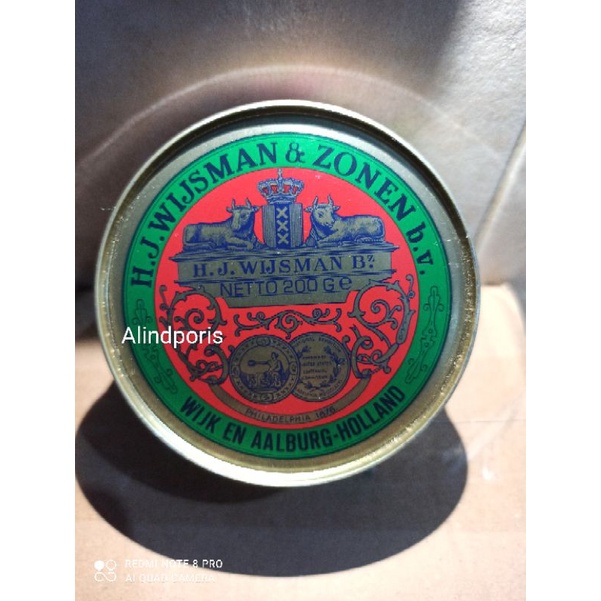 H.J. WIJSMAN & ZONEN b.v.
XXX
H. J. WIJSMAN Bz.
NETTO 200 G e
PHILADELPHIA 1876
WIJK EN AALBURG-HOLLAND
Alindporis
REDMI NOTE 8 PRO
AI QUAD CAMERA